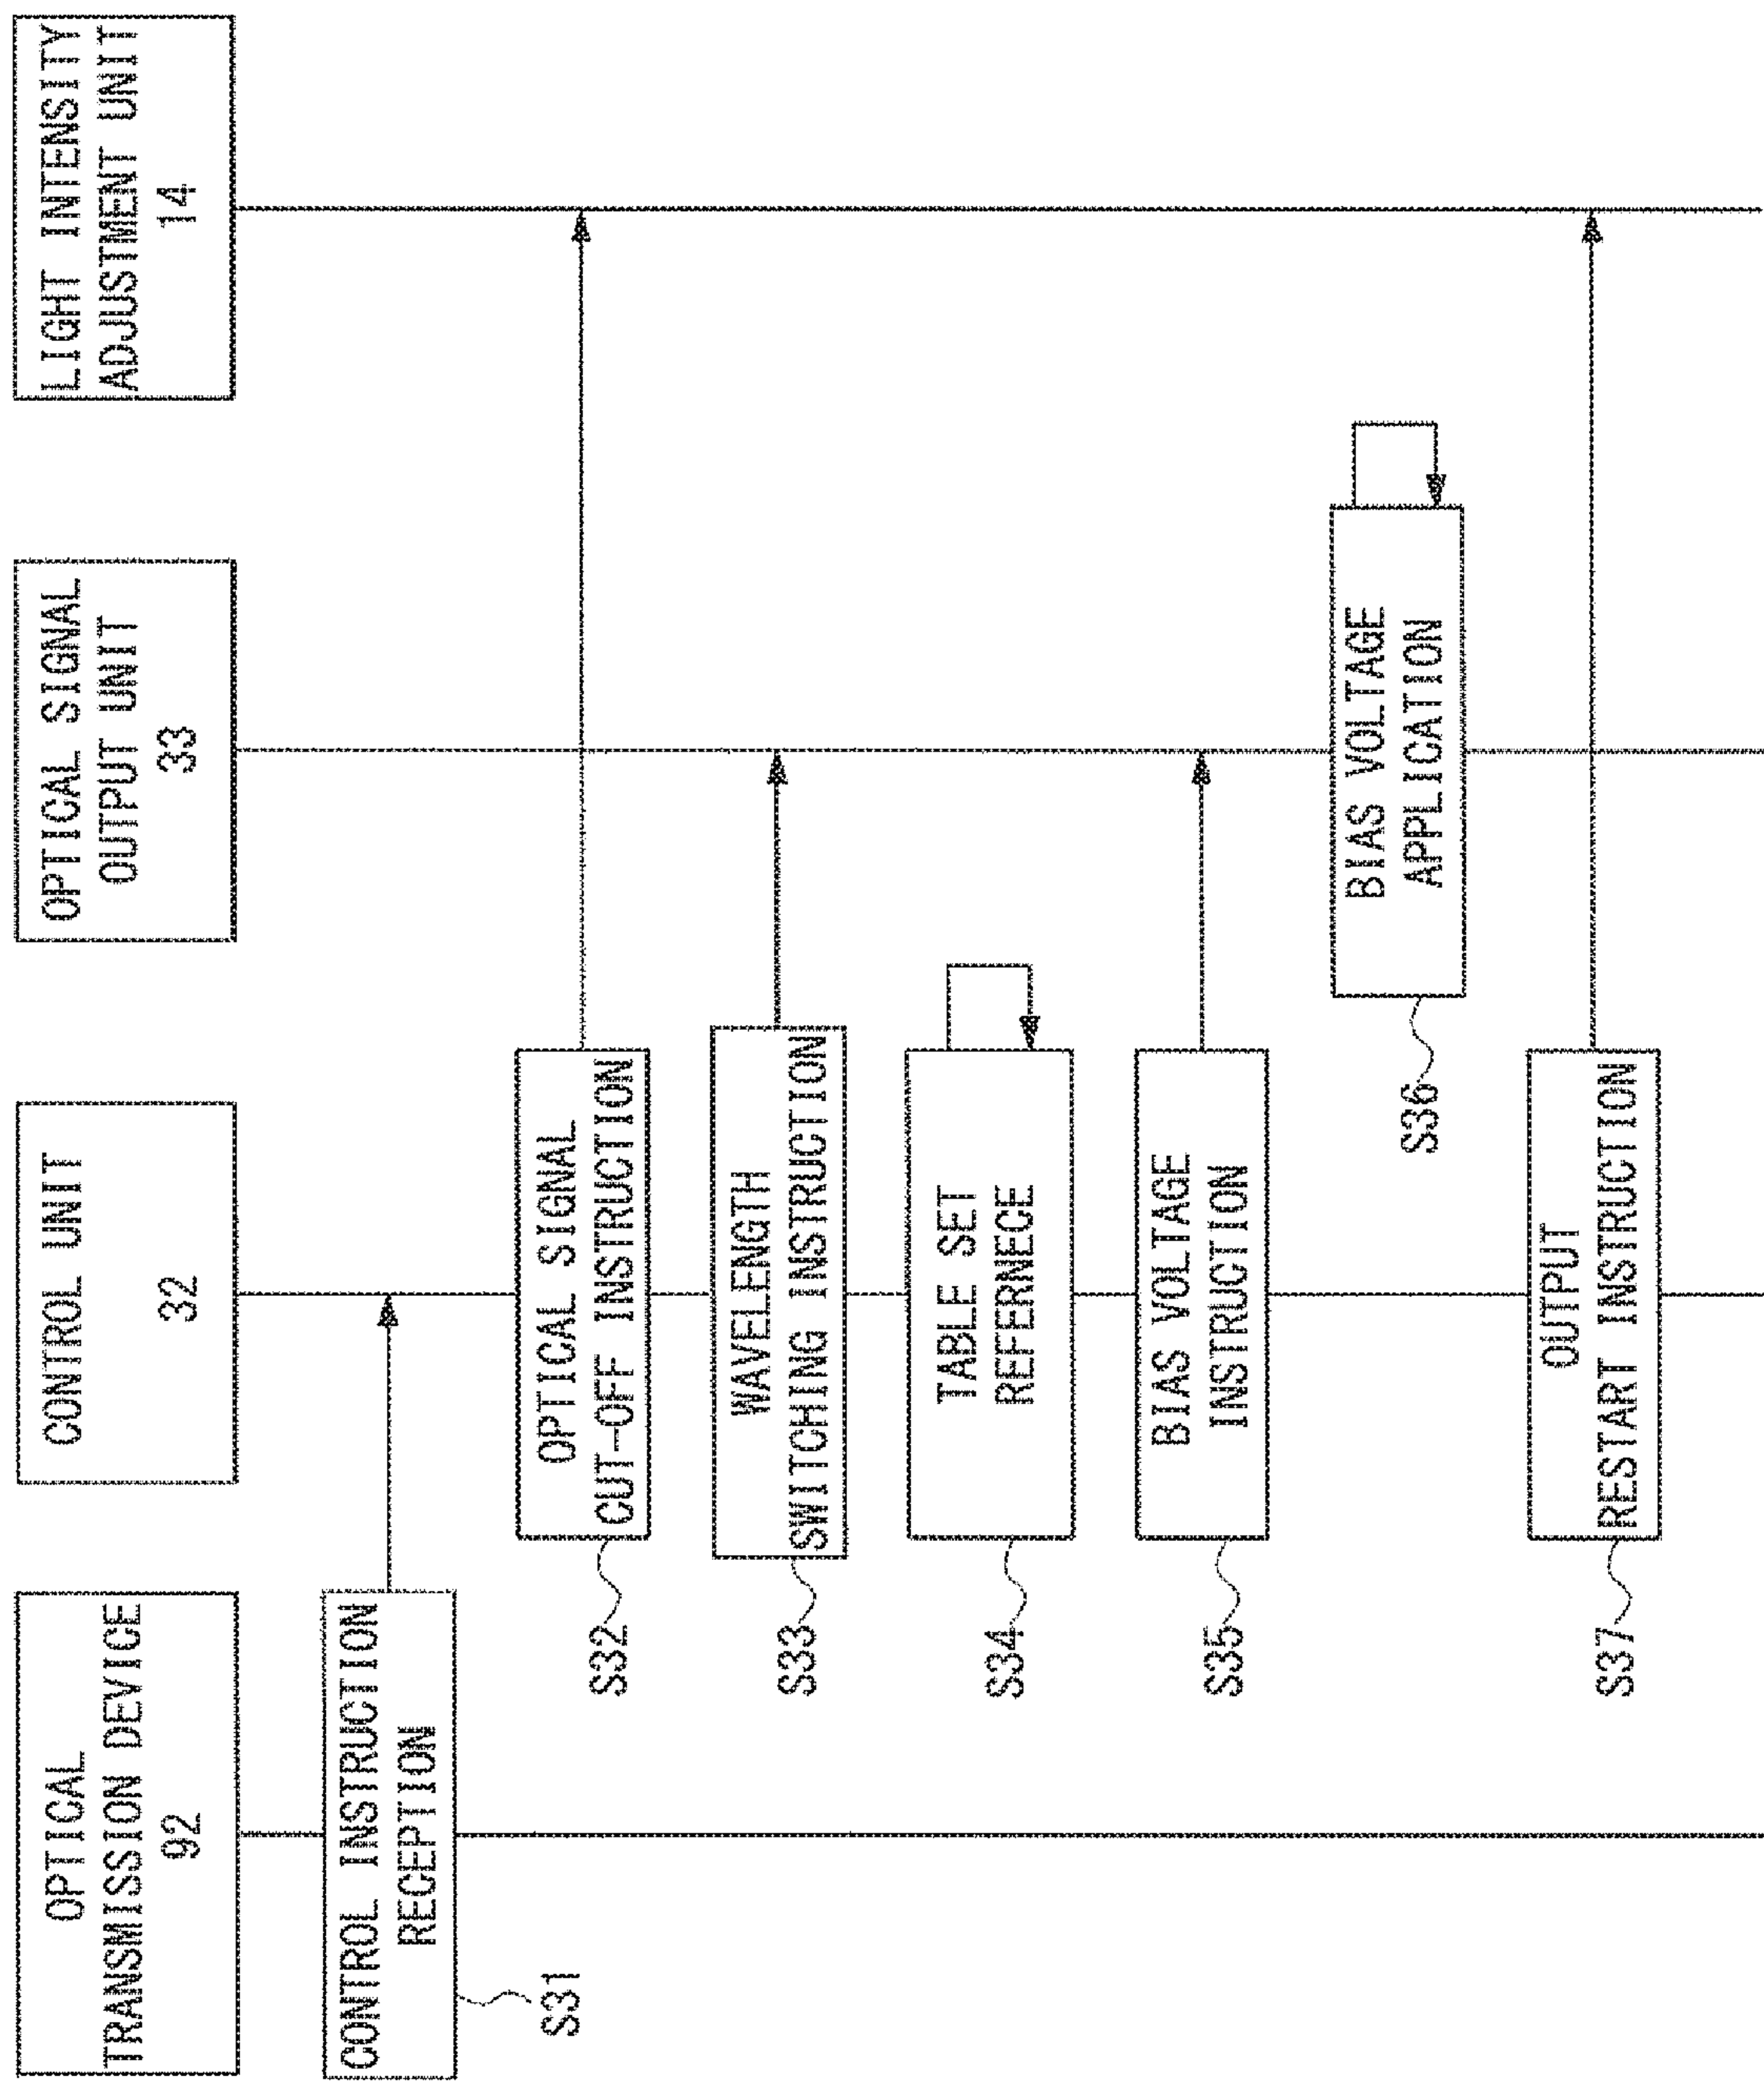 OPTICAL
TRANSMISSION DEVICE
92
CONTROL UNIT
32
OPTICAL SIGNAL
OUTPUT UNIT
33
LIGHT INTENSITY
ADJUSTMENT UNIT
14
CONTROL INSTRUCTION
RECEPTION
S31
OPTICAL SIGNAL
CUT-OFF INSTRUCTION
S32
WAVELENGTH
SWITCHING INSTRUCTION
S33
TABLE SET
REFERNECE
S34
BIAS VOLTAGE
INSTRUCTION
S35
BIAS VOLTAGE
APPLICATION
S36
OUTPUT
RESTART INSTRUCTION
S37